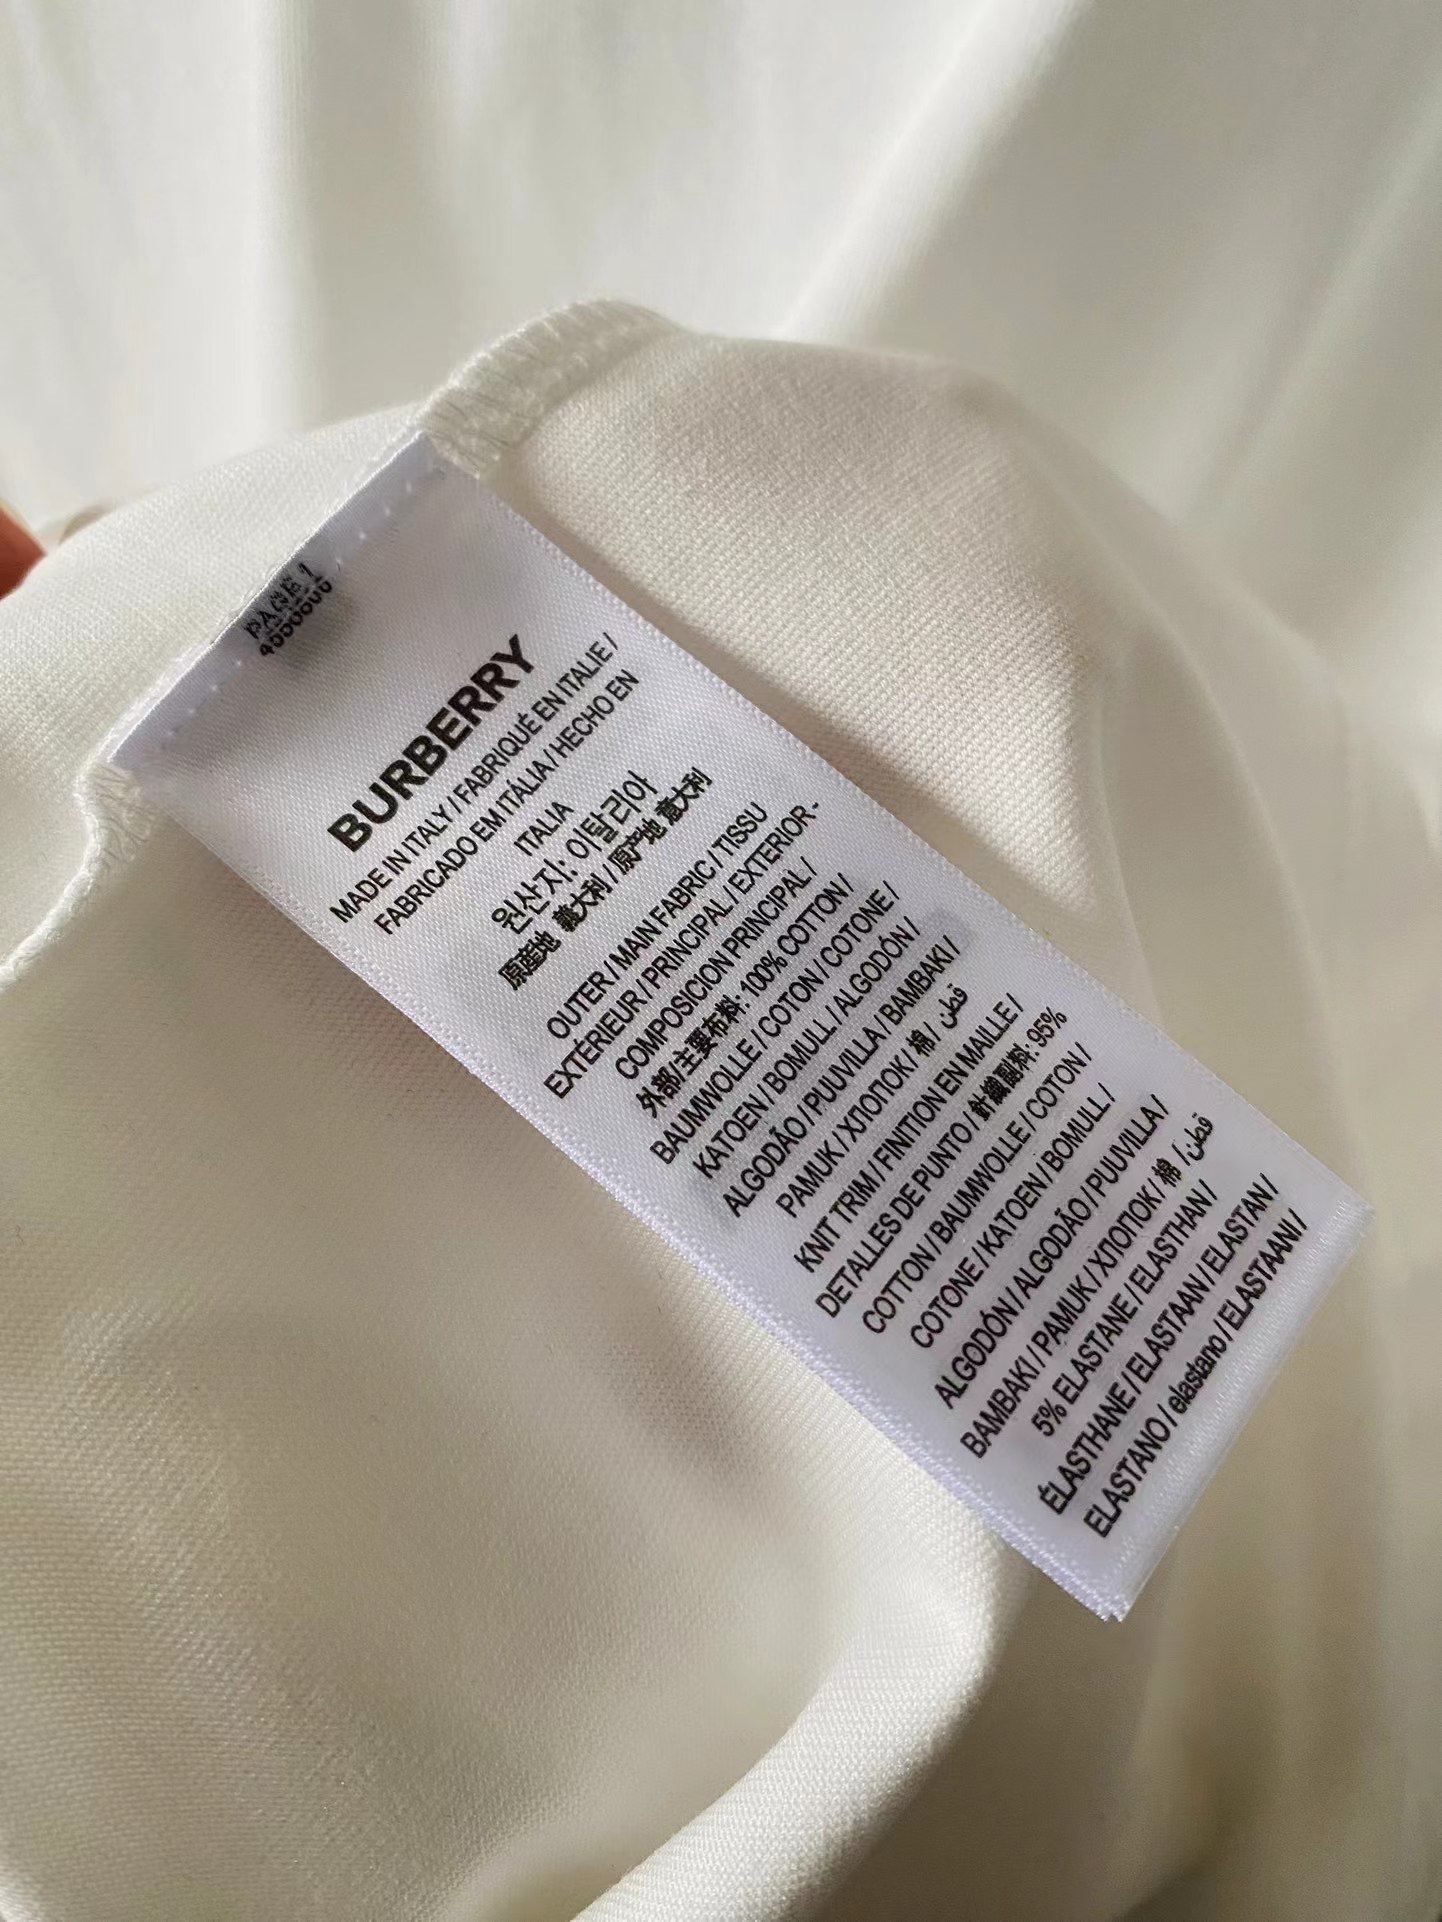 PAGE 1
BURBERRY
MADE IN ITALY / FABRIQUÉ EN ITALIE /
FABRICADO EM ITÁLIA / HECHO EN
ITALIA
원산지: 이탈리아
原産地 義大利 / 原产地 意大利
OUTER / MAIN FABRIC / TISSU
EXTÉRIEUR / PRINCIPAL / EXTERIOR -
COMPOSICION PRINCIPAL /
外部/主要布料: 100% COTTON /
BAUMWOLLE / COTON / COTONE /
KATOEN / BOMULL / ALGODÓN /
ALGODÃO / PUUVILLA / BAMBAKI /
PAMUK / ХЛОПОК / 棉 / قطن
KNIT TRIM / FINITION EN MAILLE /
DETALLES DE PUNTO / 針織副料: 95%
COTTON / BAUMWOLLE / COTON /
COTONE / KATOEN / BOMULL /
ALGODÓN / ALGODÃO / PUUVILLA /
BAMBAKI / PAMUK / ХЛОПОК / 棉 / قطن
5% ELASTANE / ELASTHAN /
ÉLASTHANE / ELASTAAN / ELASTAN /
ELASTANO / elastano / ELASTAANI /